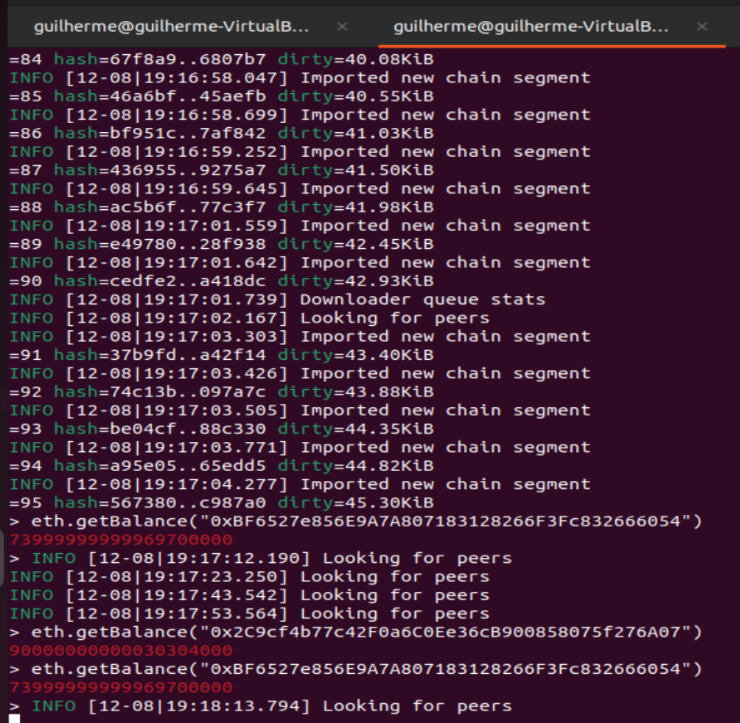 guilherme@guilherme-VirtualB... × guilherme@guilherme-VirtualB... ×
=84 hash=67f8a9..6807b7 dirty=40.08KiB
INFO [12-08|19:16:58.047] Imported new chain segment
=85 hash=46a6bf..45aefb dirty=40.55KiB
INFO [12-08|19:16:58.699] Imported new chain segment
=86 hash=bf951c..7af842 dirty=41.03KiB
INFO [12-08|19:16:59.252] Imported new chain segment
=87 hash=436955..9275a7 dirty=41.50KiB
INFO [12-08|19:16:59.645] Imported new chain segment
=88 hash=ac5b6f..77c3f7 dirty=41.98KiB
INFO [12-08|19:17:01.559] Imported new chain segment
=89 hash=e49780..28f938 dirty=42.45KiB
INFO [12-08|19:17:01.642] Imported new chain segment
=90 hash=cedfe2..a418dc dirty=42.93KiB
INFO [12-08|19:17:01.739] Downloader queue stats
INFO [12-08|19:17:02.167] Looking for peers
INFO [12-08|19:17:03.303] Imported new chain segment
=91 hash=37b9fd..a42f14 dirty=43.40KiB
INFO [12-08|19:17:03.426] Imported new chain segment
=92 hash=74c13b..097a7c dirty=43.88KiB
INFO [12-08|19:17:03.505] Imported new chain segment
=93 hash=be04cf..88c330 dirty=44.35KiB
INFO [12-08|19:17:03.771] Imported new chain segment
=94 hash=a95e05..65edd5 dirty=44.82KiB
INFO [12-08|19:17:04.277] Imported new chain segment
=95 hash=567380..c987a0 dirty=45.30KiB
> eth.getBalance("0xBF6527e856E9A7A807183128266F3Fc832666054")
73999999999969700000
> INFO [12-08|19:17:12.190] Looking for peers
INFO [12-08|19:17:23.250] Looking for peers
INFO [12-08|19:17:43.542] Looking for peers
INFO [12-08|19:17:53.564] Looking for peers
> eth.getBalance("0x2C9cf4b77c42F0a6C0Ee36cB900858075f276A07")
90000000000030304000
> eth.getBalance("0xBF6527e856E9A7A807183128266F3Fc832666054")
73999999999969700000
> INFO [12-08|19:18:13.794] Looking for peers